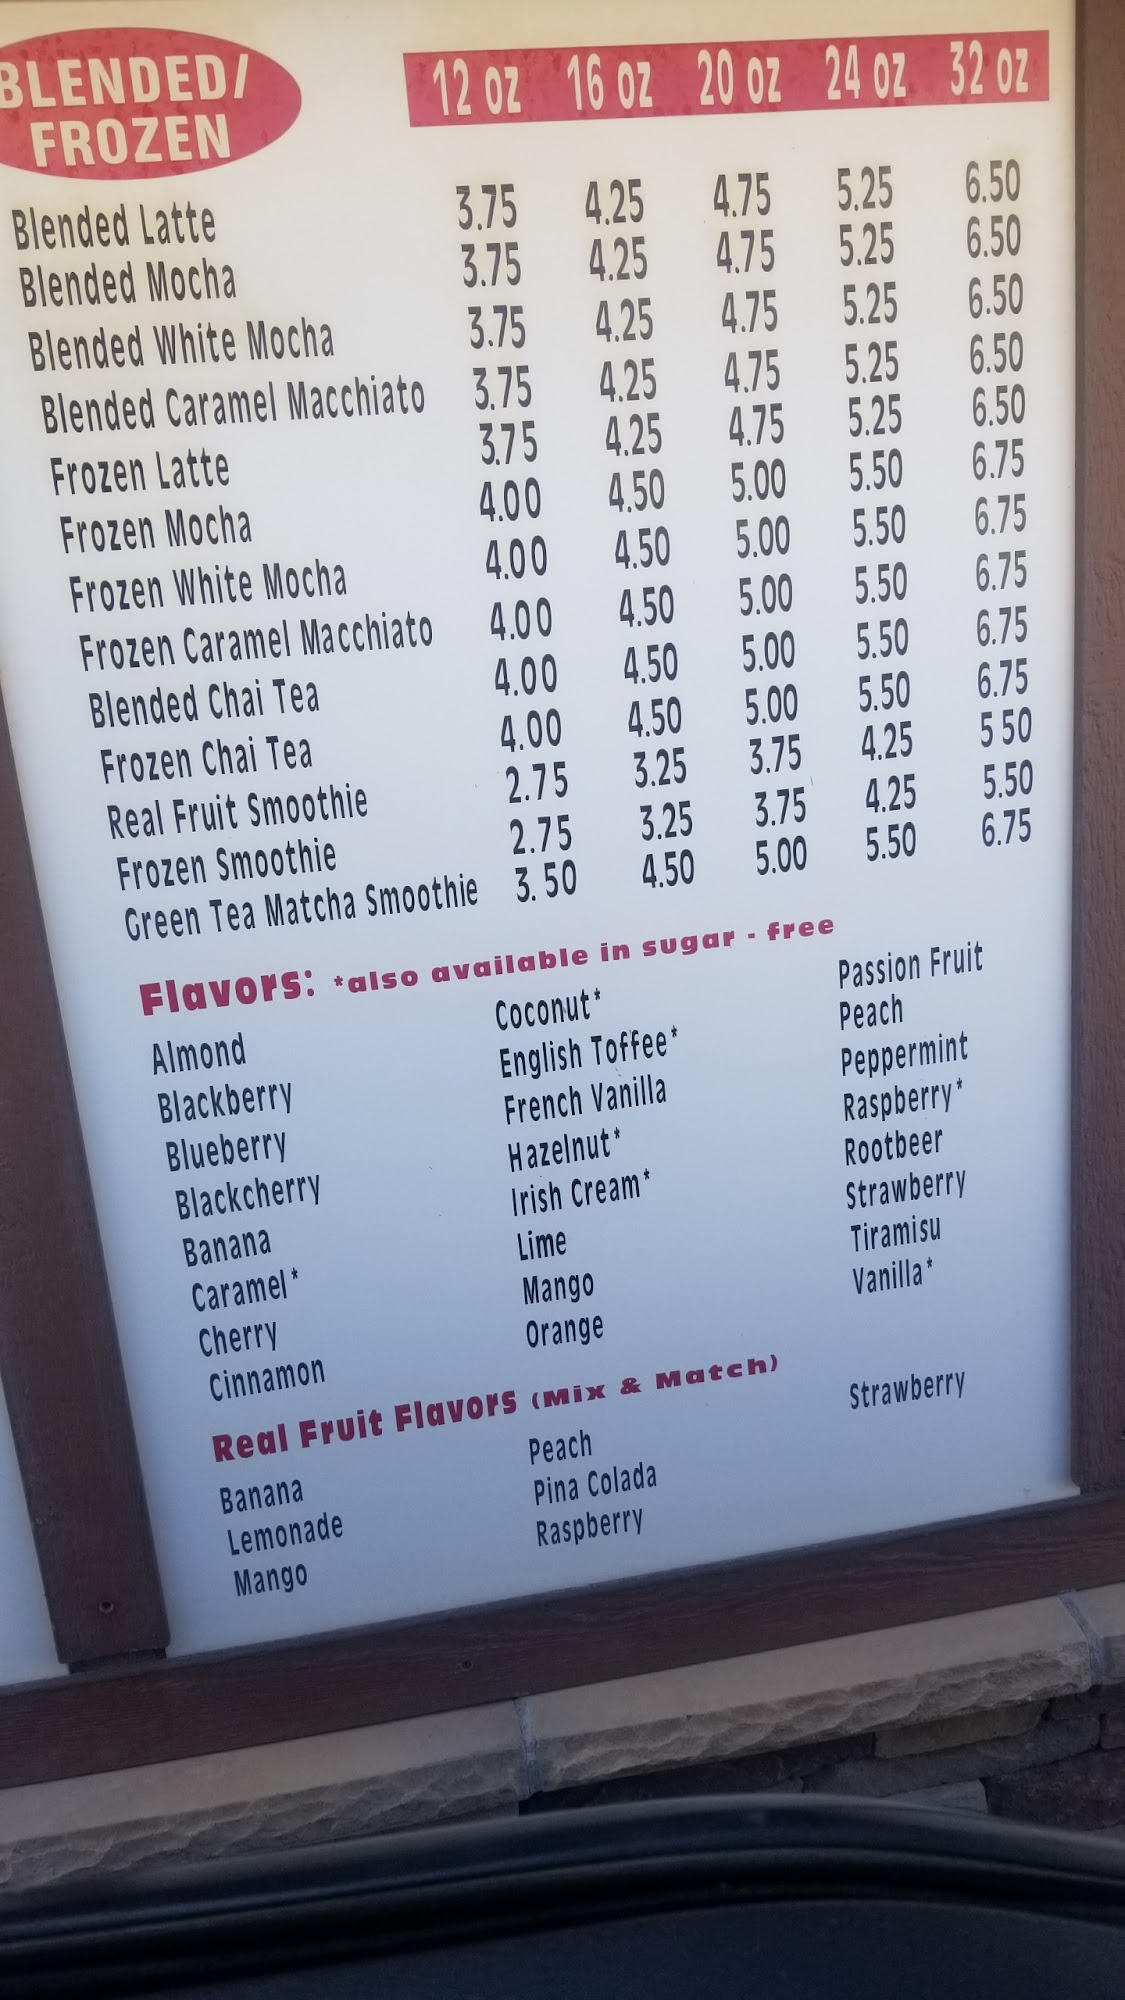 BLENDED/ 12 oz 16 oz 20 oz 24 oz 32 oz
FROZEN
Blended Latte 3.75 4.25 4.75 5.25 6.50
Blended Mocha 3.75 4.25 4.75 5.25 6.50
Blended White Mocha 3.75 4.25 4.75 5.25 6.50
Blended Caramel Macchiato 3.75 4.25 4.75 5.25 6.50
Frozen Latte 3.75 4.25 4.75 5.25 6.50
Frozen Mocha 4.00 4.50 5.00 5.50 6.75
Frozen White Mocha 4.00 4.50 5.00 5.50 6.75
Frozen Caramel Macchiato 4.00 4.50 5.00 5.50 6.75
Blended Chai Tea 4.00 4.50 5.00 5.50 6.75
Frozen Chai Tea 4.00 4.50 5.00 5.50 6.75
Real Fruit Smoothie 2.75 3.25 3.75 4.25 5 50
Frozen Smoothie 2.75 3.25 3.75 4.25 5.50
Green Tea Matcha Smoothie 3.50 4.50 5.00 5.50 6.75
Flavors: *also available in sugar - free
Almond Coconut* Passion Fruit
Blackberry English Toffee* Peach
Blueberry French Vanilla Peppermint
Blackcherry Hazelnut* Raspberry*
Banana Irish Cream* Rootbeer
Caramel* Lime Strawberry
Cherry Mango Tiramisu
Cinnamon Orange Vanilla*
Real Fruit Flavors (Mix & Match)
Banana Peach Strawberry
Lemonade Pina Colada
Mango Raspberry